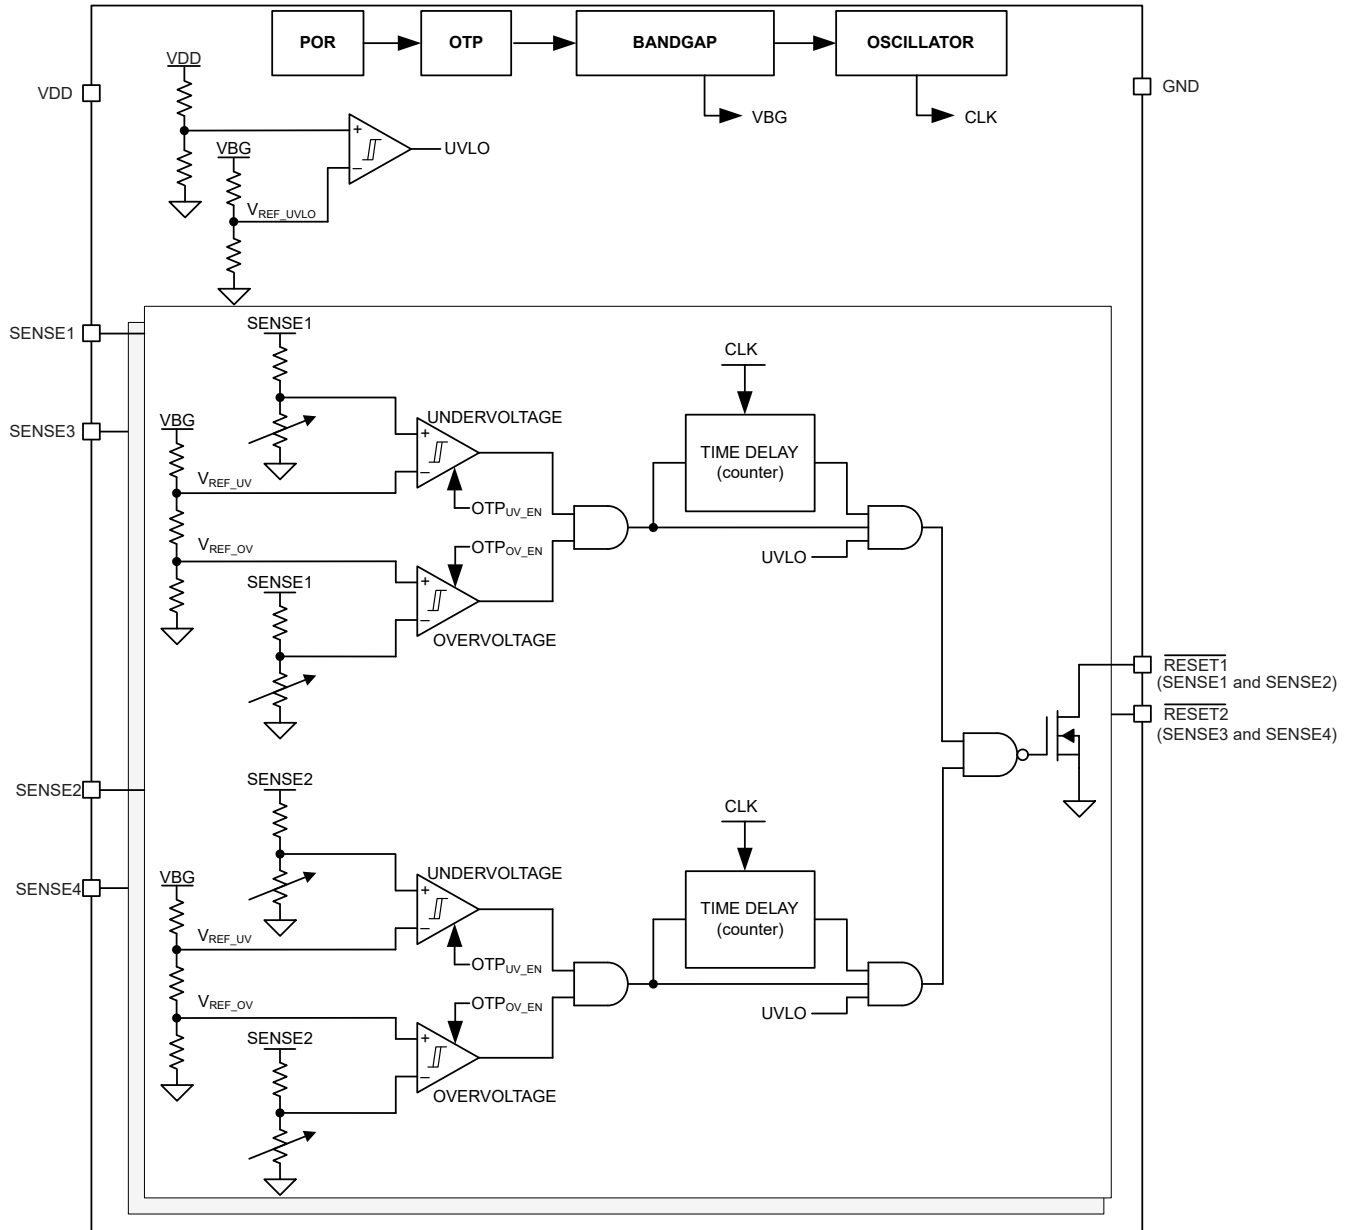 POR
OTP
BANDGAP
OSCILLATOR
VDD
VDD
GND
VBG
CLK
+
VBG
UVLO
−
VREF_UVLO
SENSE1
SENSE1
CLK
VBG
UNDERVOLTAGE
SENSE3
+
TIME DELAY
(counter)
−
VREF_UV
OTPUV_EN
VREF_OV
OTPOV_EN
UVLO
SENSE1
+
−
OVERVOLTAGE
RESET1
(SENSE1 and SENSE2)
RESET2
(SENSE3 and SENSE4)
SENSE2
SENSE2
CLK
VBG
UNDERVOLTAGE
SENSE4
+
TIME DELAY
(counter)
−
VREF_UV
OTPUV_EN
VREF_OV
OTPOV_EN
UVLO
SENSE2
+
−
OVERVOLTAGE